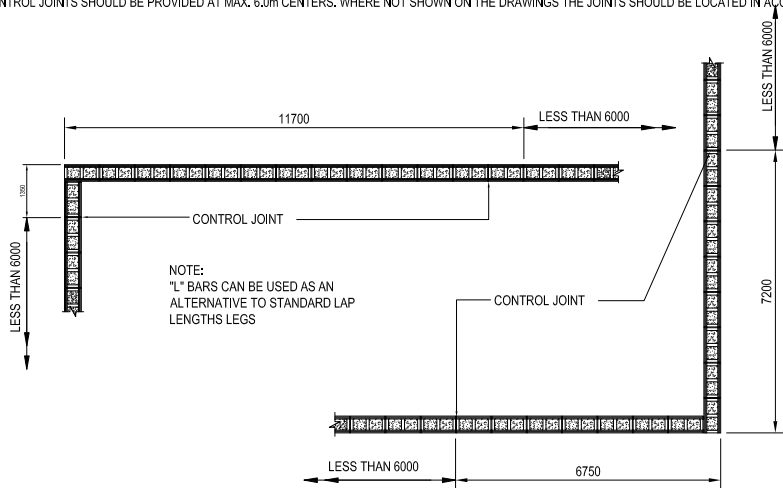 NTROL JOINTS SHOULD BE PROVIDED AT MAX. 6.0m CENTERS. WHERE NOT SHOWN ON THE DRAWINGS THE JOINTS SHOULD BE LOCATED IN ACC
LESS THAN 6000
11700
LESS THAN 6000
1350
CONTROL JOINT
LESS THAN 6000
NOTE:
"L" BARS CAN BE USED AS AN
ALTERNATIVE TO STANDARD LAP
LENGTHS LEGS
CONTROL JOINT
7200
LESS THAN 6000
6750